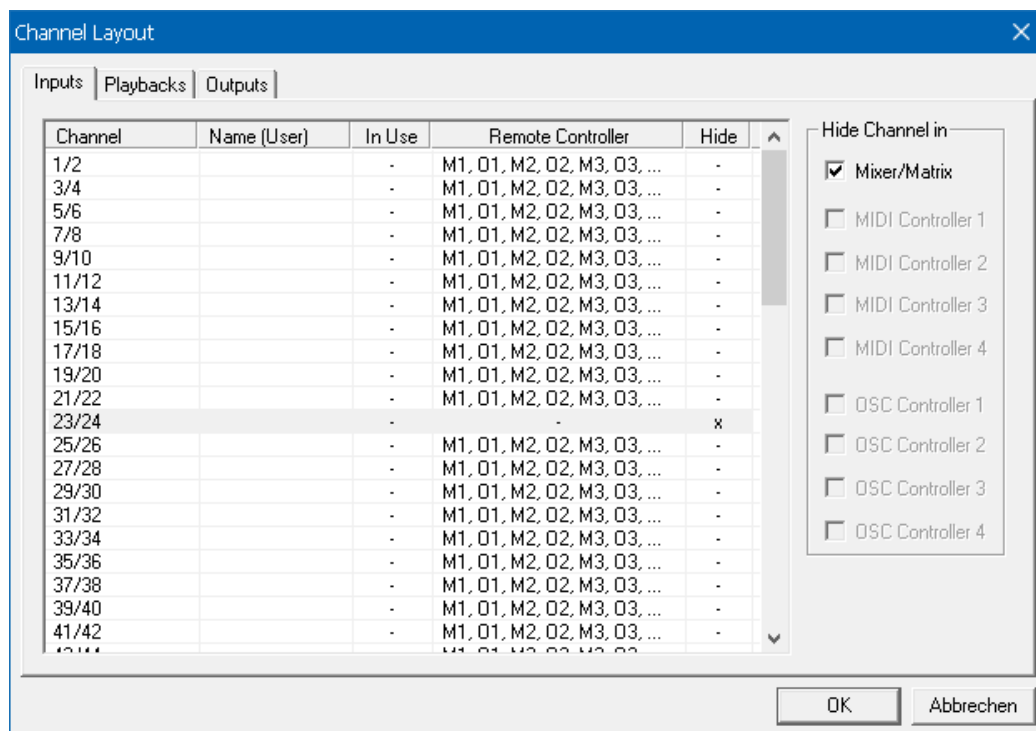 Channel Layout
Inputs Playbacks Outputs
Channel Name (User) In Use Remote Controller Hide
1/2 - M1, O1, M2, O2, M3, O3, ... -
3/4 - M1, O1, M2, O2, M3, O3, ... -
5/6 - M1, O1, M2, O2, M3, O3, ... -
7/8 - M1, O1, M2, O2, M3, O3, ... -
9/10 - M1, O1, M2, O2, M3, O3, ... -
11/12 - M1, O1, M2, O2, M3, O3, ... -
13/14 - M1, O1, M2, O2, M3, O3, ... -
15/16 - M1, O1, M2, O2, M3, O3, ... -
17/18 - M1, O1, M2, O2, M3, O3, ... -
19/20 - M1, O1, M2, O2, M3, O3, ... -
21/22 - M1, O1, M2, O2, M3, O3, ... -
23/24 - - x
25/26 - M1, O1, M2, O2, M3, O3, ... -
27/28 - M1, O1, M2, O2, M3, O3, ... -
29/30 - M1, O1, M2, O2, M3, O3, ... -
31/32 - M1, O1, M2, O2, M3, O3, ... -
33/34 - M1, O1, M2, O2, M3, O3, ... -
35/36 - M1, O1, M2, O2, M3, O3, ... -
37/38 - M1, O1, M2, O2, M3, O3, ... -
39/40 - M1, O1, M2, O2, M3, O3, ... -
41/42 - M1, O1, M2, O2, M3, O3, ... -
Hide Channel in
Mixer/Matrix
MIDI Controller 1
MIDI Controller 2
MIDI Controller 3
MIDI Controller 4
OSC Controller 1
OSC Controller 2
OSC Controller 3
OSC Controller 4
OK Abbrechen